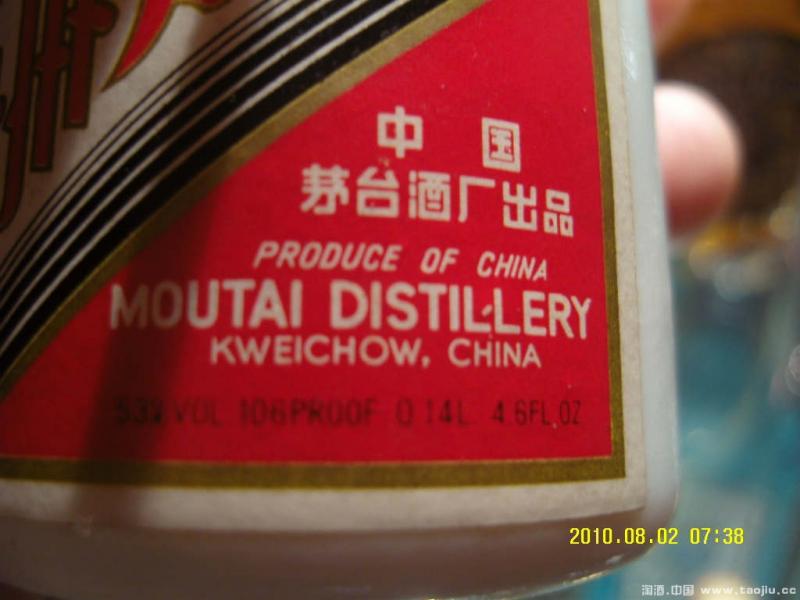 中国
茅台酒厂出品
PRODUCE OF CHINA
MOUTAI DISTILLERY
KWEICHOW, CHINA
53% VOL 106PROOF 0.14L 4.6FL.OZ
2010.08.02 07:38
淘酒.中国 www.taojiu.cc